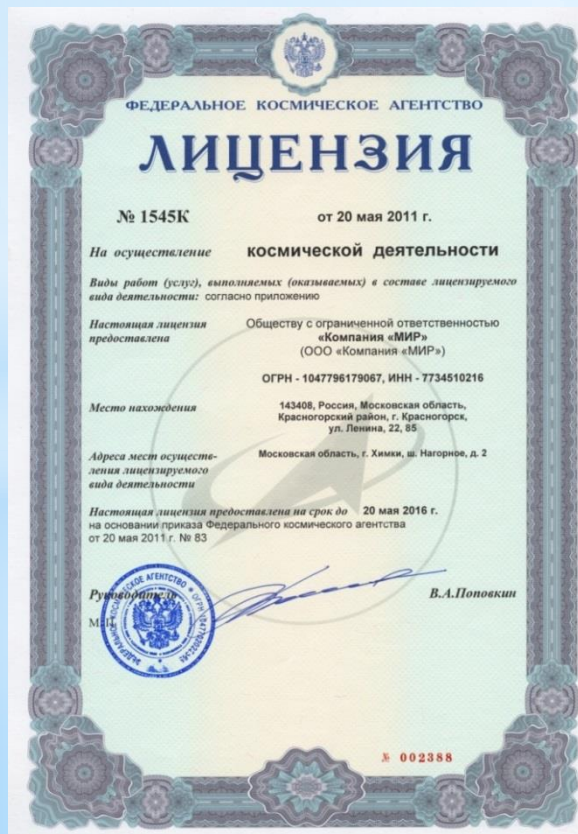 ФЕДЕРАЛЬНОЕ КОСМИЧЕСКОЕ АГЕНТСТВО
ЛИЦЕНЗИЯ
№ 1545К от 20 мая 2011 г.
На осуществление космической деятельности
Виды работ (услуг), выполняемых (оказываемых) в составе лицензируемого
вида деятельности: согласно приложению
Настоящая лицензия Обществу с ограниченной ответственностью
предоставлена «Компания «МИР»
(ООО «Компания «МИР»)
ОГРН - 1047796179067, ИНН - 7734510216
Место нахождения 143408, Россия, Московская область,
Красногорский район, г. Красногорск,
ул. Ленина, 22, 85
Адреса мест осуществ- Московская область, г. Химки, ш. Нагорное, д. 2
ления лицензируемого
вида деятельности
Настоящая лицензия предоставлена на срок до 20 мая 2016 г.
на основании приказа Федерального космического агентства
от 20 мая 2011 г. № 83
Руководитель В.А.Поповкин
М.П.
ФЕДЕРАЛЬНОЕ КОСМИЧЕСКОЕ АГЕНТСТВО
№ 002388